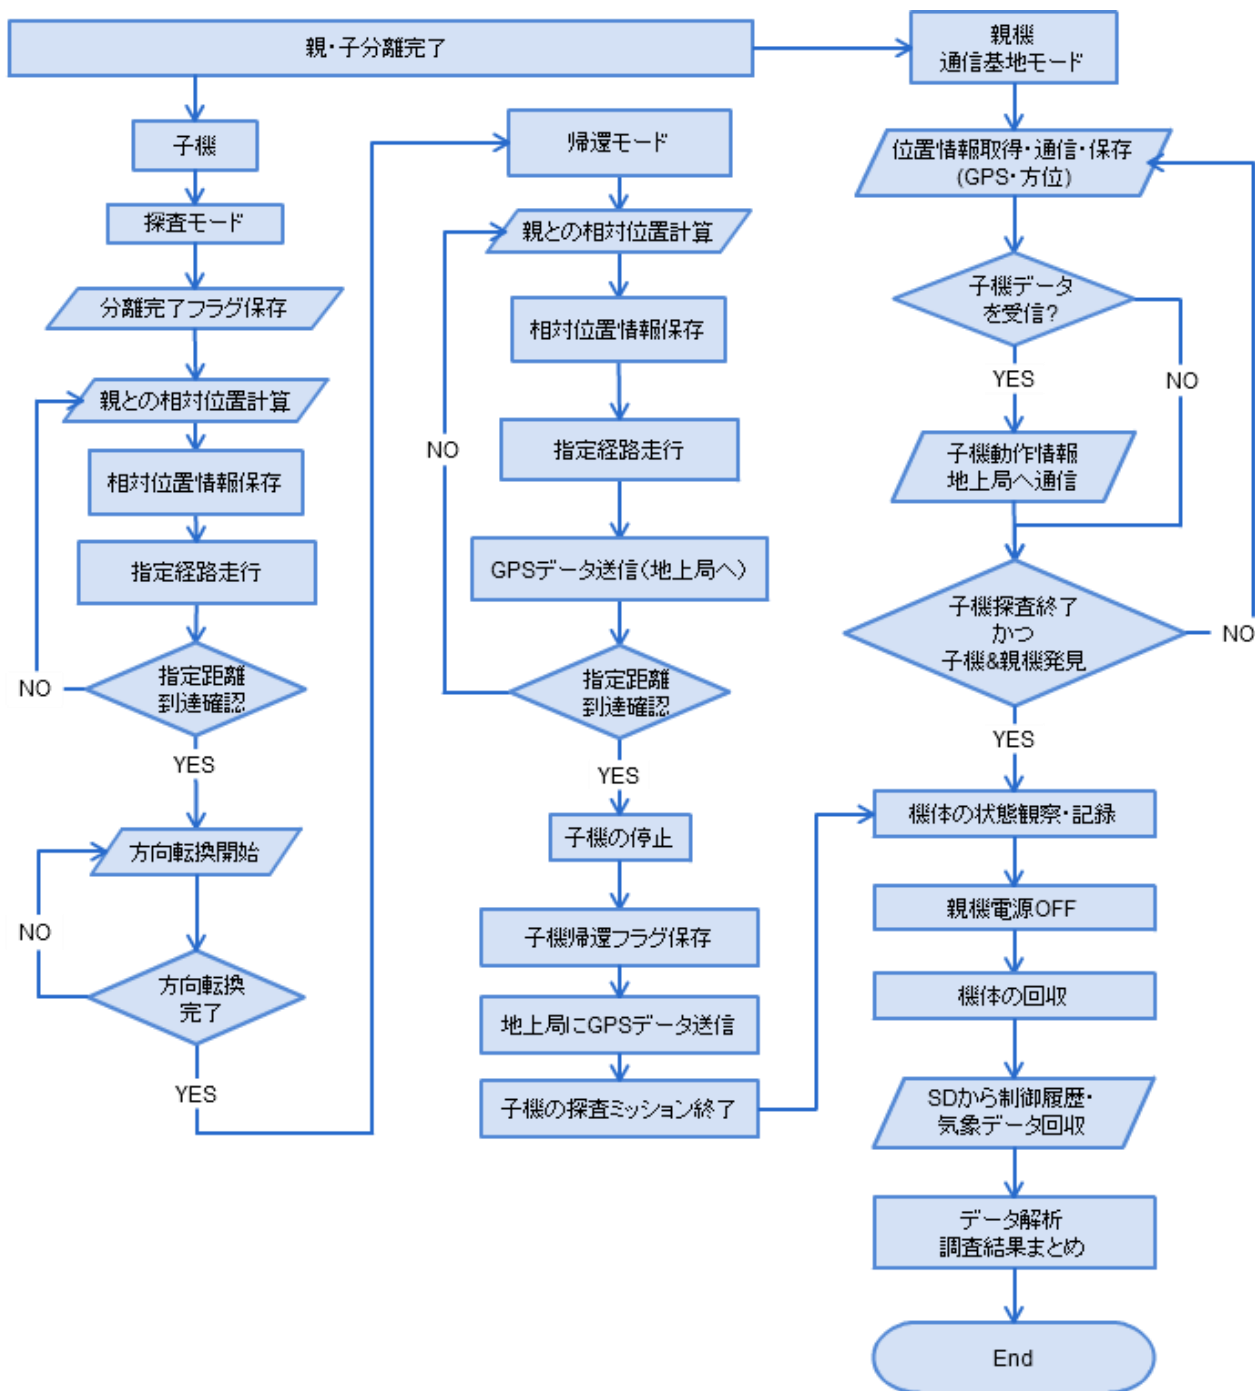 親・子分離完了
子機
探査モード
分離完了フラグ保存
親との相対位置計算
相対位置情報保存
指定経路走行
指定距離
到達確認
NO
YES
方向転換開始
NO
方向転換
完了
YES
帰還モード
親との相対位置計算
相対位置情報保存
指定経路走行
NO
GPSデータ送信(地上局へ)
指定距離
到達確認
YES
子機の停止
子機帰還フラグ保存
地上局にGPSデータ送信
子機の探査ミッション終了
親機
通信基地モード
位置情報取得・通信・保存
(GPS・方位)
子機データ
を受信?
YES
NO
子機動作情報
地上局へ通信
子機探査終了
かつ
子機&親機発見
NO
YES
機体の状態観察・記録
親機電源OFF
機体の回収
SDから制御履歴・
気象データ回収
データ解析
調査結果まとめ
End